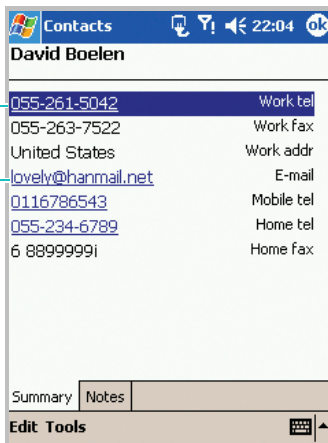 Contacts 22:04 ok
David Boelen
055-261-5042 Work tel
055-263-7522 Work fax
United States Work addr
lovely@hanmail.net E-mail
0116786543 Mobile tel
055-234-6789 Home tel
6 8899999i Home fax
Summary Notes
Edit Tools